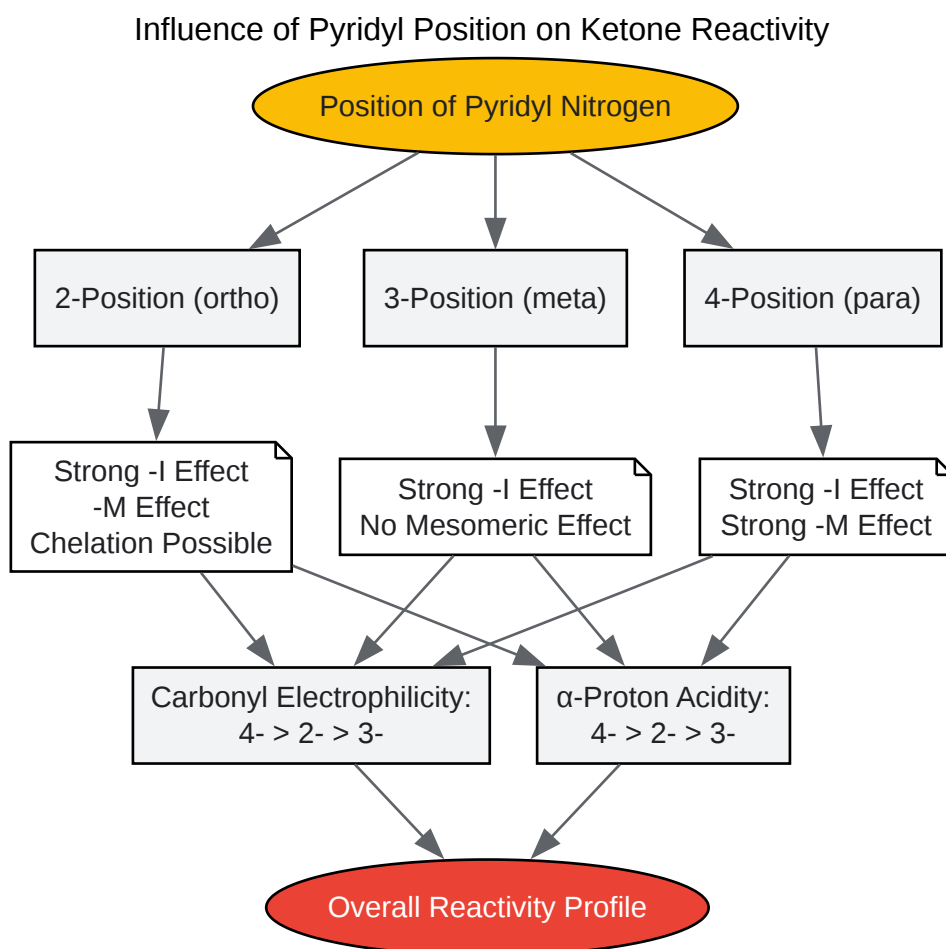 Influence of Pyridyl Position on Ketone Reactivity
Position of Pyridyl Nitrogen
2-Position (ortho)
3-Position (meta)
4-Position (para)
Strong -I Effect
-M Effect
Chelation Possible
Strong -I Effect
No Mesomeric Effect
Strong -I Effect
Strong -M Effect
Carbonyl Electrophilicity:
4- > 2- > 3-
α-Proton Acidity:
4- > 2- > 3-
Overall Reactivity Profile